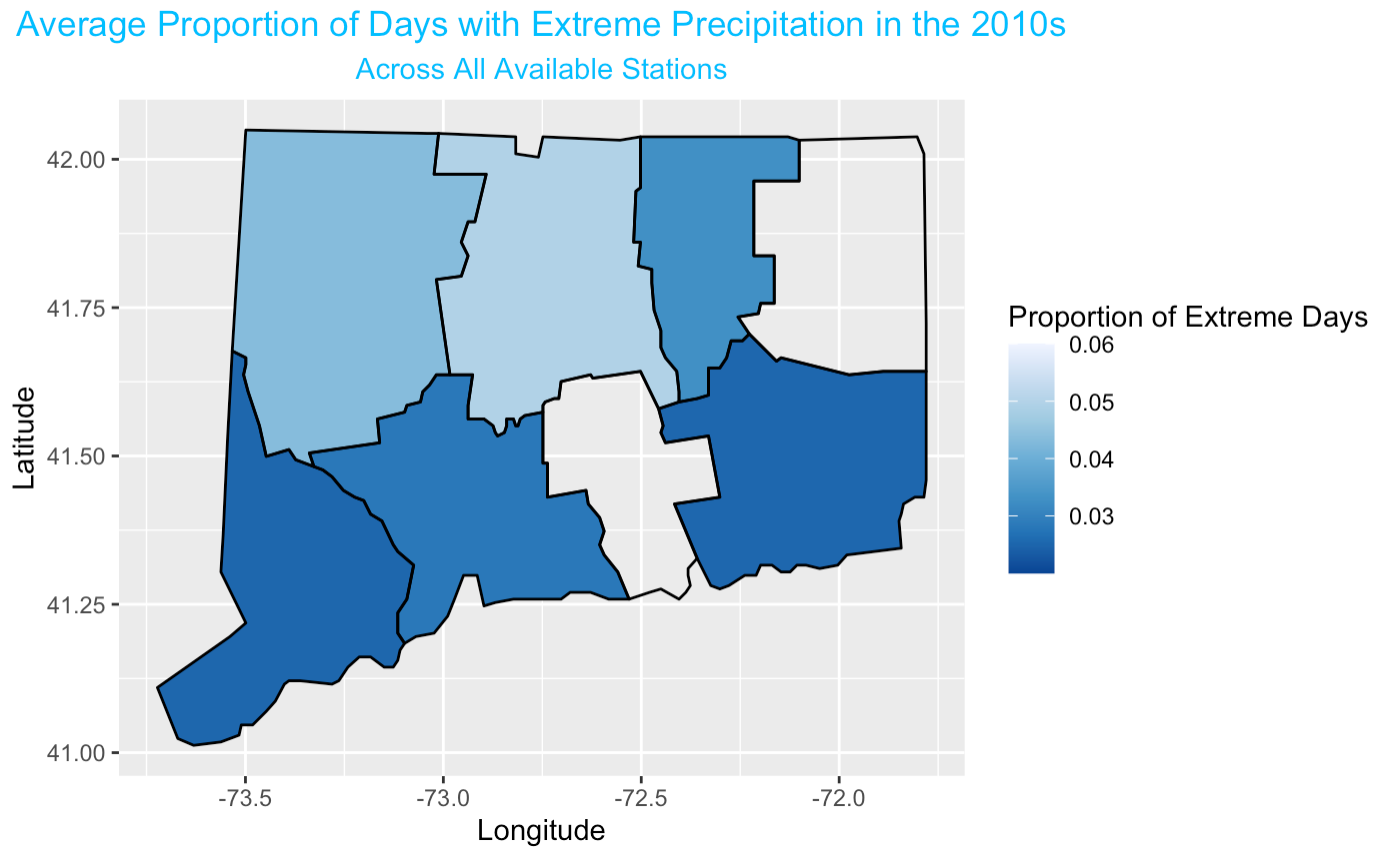 Average Proportion of Days with Extreme Precipitation in the 2010s
Across All Available Stations
42.00
41.75
41.50
41.25
41.00
Latitude
-73.5
-73.0
-72.5
-72.0
Longitude
Proportion of Extreme Days
0.06
0.05
0.04
0.03